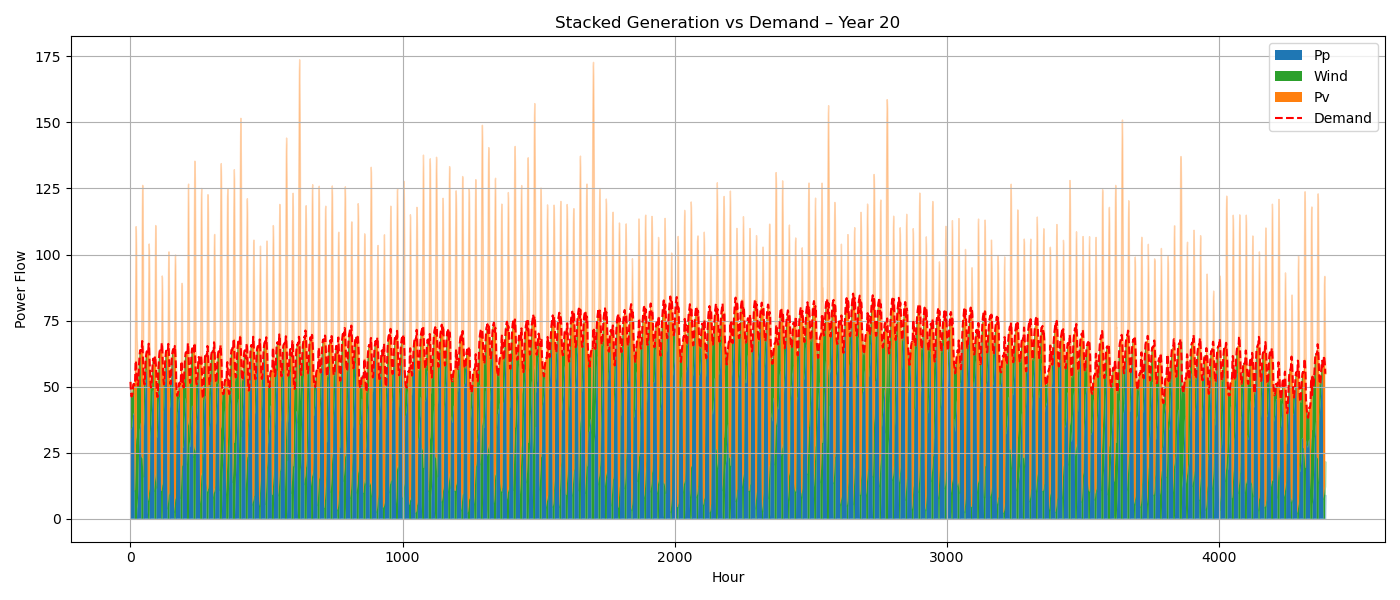 Stacked Generation vs Demand – Year 20
Power Flow
175
150
125
100
75
50
25
0
0 1000 2000 3000 4000
Hour
Pp
Wind
Pv
Demand